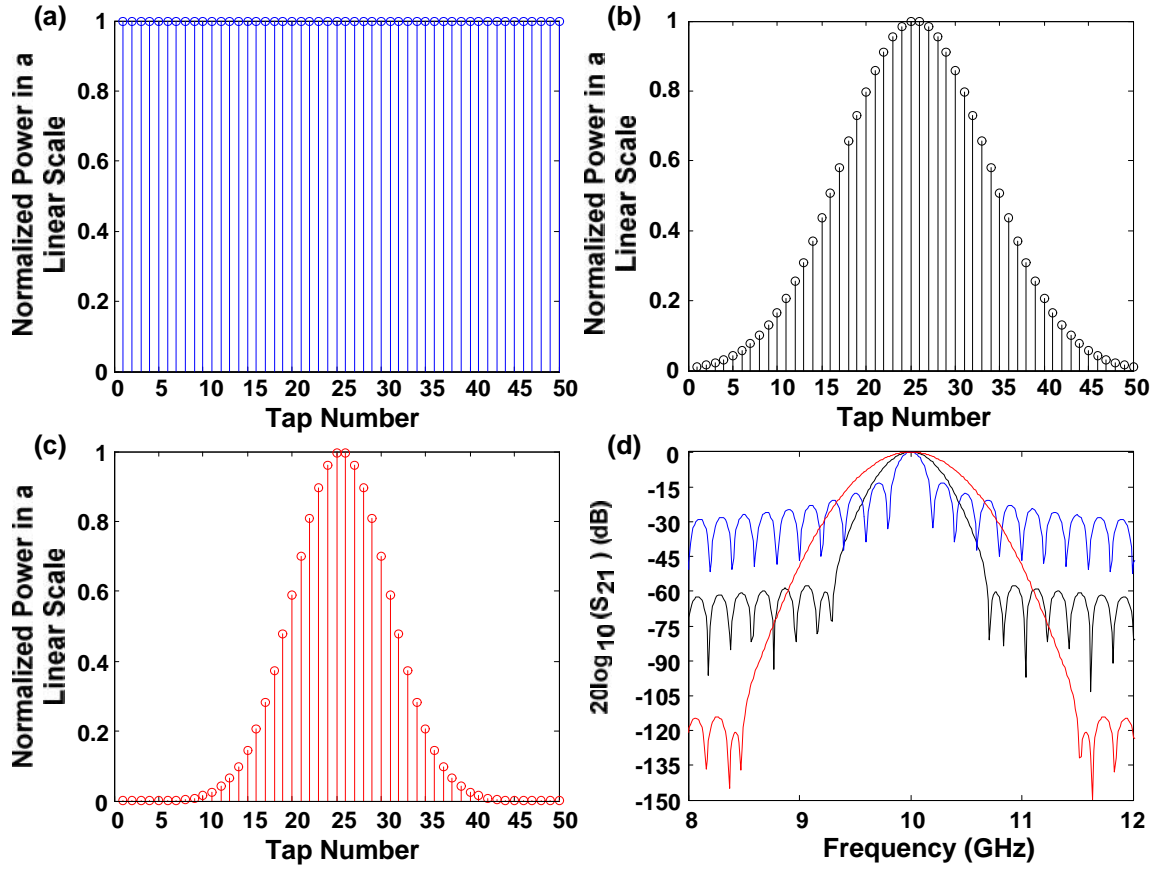 (a)
Normalized Power in a
Linear Scale
1
0.8
0.6
0.4
0.2
0
0 5 10 15 20 25 30 35 40 45 50
Tap Number
(b)
Normalized Power in a
Linear Scale
1
0.8
0.6
0.4
0.2
0
0 5 10 15 20 25 30 35 40 45 50
Tap Number
(c)
Normalized Power in a
Linear Scale
1
0.8
0.6
0.4
0.2
0
0 5 10 15 20 25 30 35 40 45 50
Tap Number
(d)
20log10(S21) (dB)
0
-15
-30
-45
-60
-75
-90
-105
-120
-135
-150
8 9 10 11 12
Frequency (GHz)